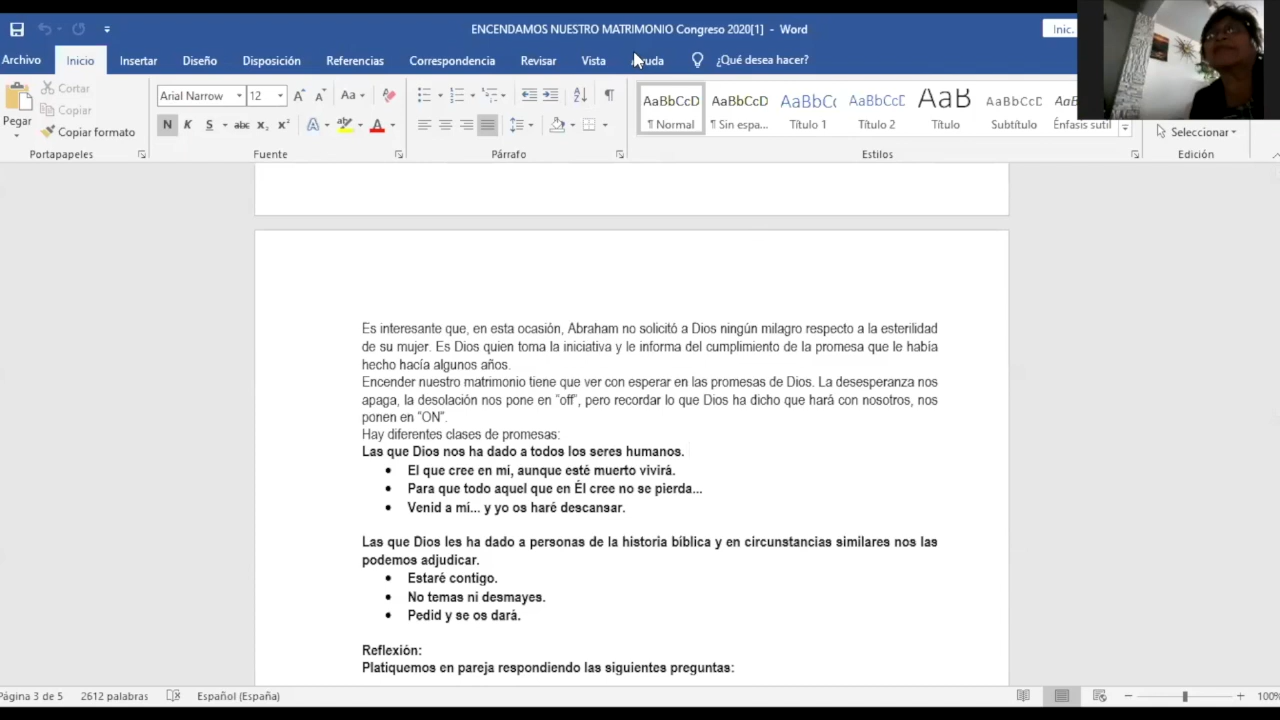 ENCENDAMOS NUESTRO MATRIMONIO Congreso 2020[1] - Word
Inic.
Archivo Inicio Insertar Diseño Disposición Referencias Correspondencia Revisar Vista ¿Qué desea hacer?
Pegar
Cortar
Copiar
Copiar formato
Portapapeles
Arial Narrow 12 Aa
N K S abc x₂ x²
Fuente
Párrafo
AaBbCcD AaBbCcD AaBbCc AaBbCcD AaB AaBbCcD
¶ Normal ¶ Sin espa... Título 1 Título 2 Título Subtítulo Énfasis sutil
Estilos
Seleccionar
Edición
Es interesante que, en esta ocasión, Abraham no solicitó a Dios ningún milagro respecto a la esterilidad
de su mujer. Es Dios quien toma la iniciativa y le informa del cumplimiento de la promesa que le había
hecho hacía algunos años.
Encender nuestro matrimonio tiene que ver con esperar en las promesas de Dios. La desesperanza nos
apaga, la desolación nos pone en “off”, pero recordar lo que Dios ha dicho que hará con nosotros, nos
ponen en “ON”.
Hay diferentes clases de promesas:
Las que Dios nos ha dado a todos los seres humanos.
• El que cree en mi, aunque esté muerto vivirá.
• Para que todo aquel que en Él cree no se pierda...
• Venid a mí... y yo os haré descansar.
Las que Dios les ha dado a personas de la historia bíblica y en circunstancias similares nos las
podemos adjudicar.
• Estaré contigo.
• No temas ni desmayes.
• Pedid y se os dará.
Reflexión:
Platiquemos en pareja respondiendo las siguientes preguntas:
Página 3 de 5 2612 palabras Español (España) 100%